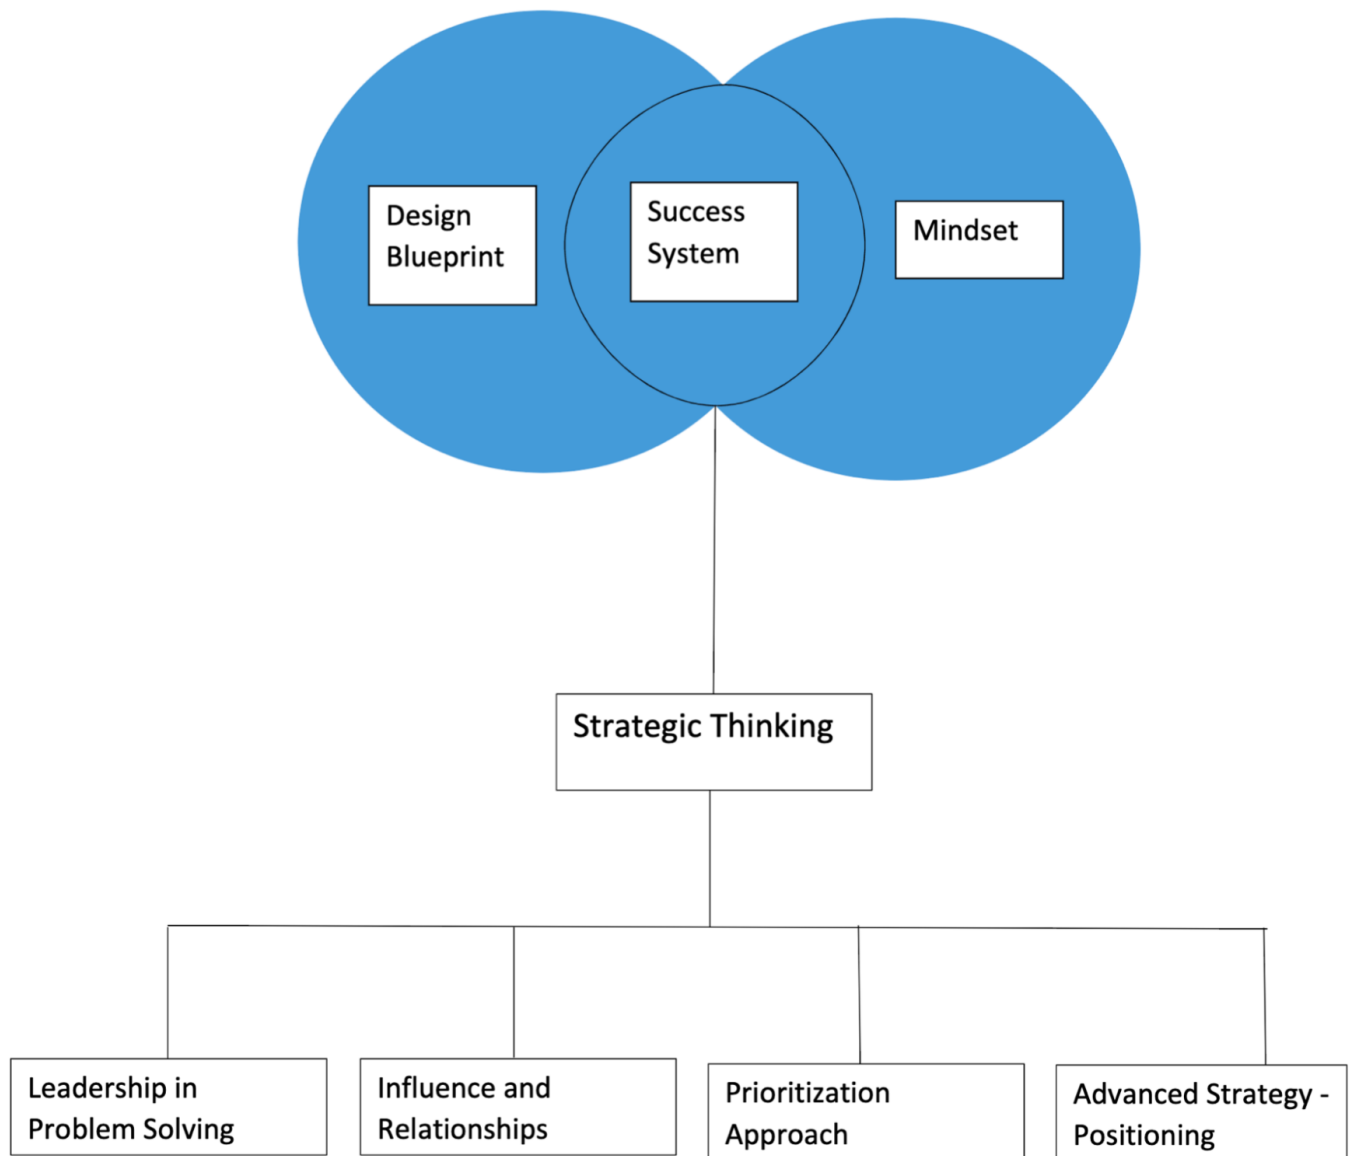 Design
Blueprint
Success
System
Mindset
Strategic Thinking
Leadership in
Problem Solving
Influence and
Relationships
Prioritization
Approach
Advanced Strategy -
Positioning